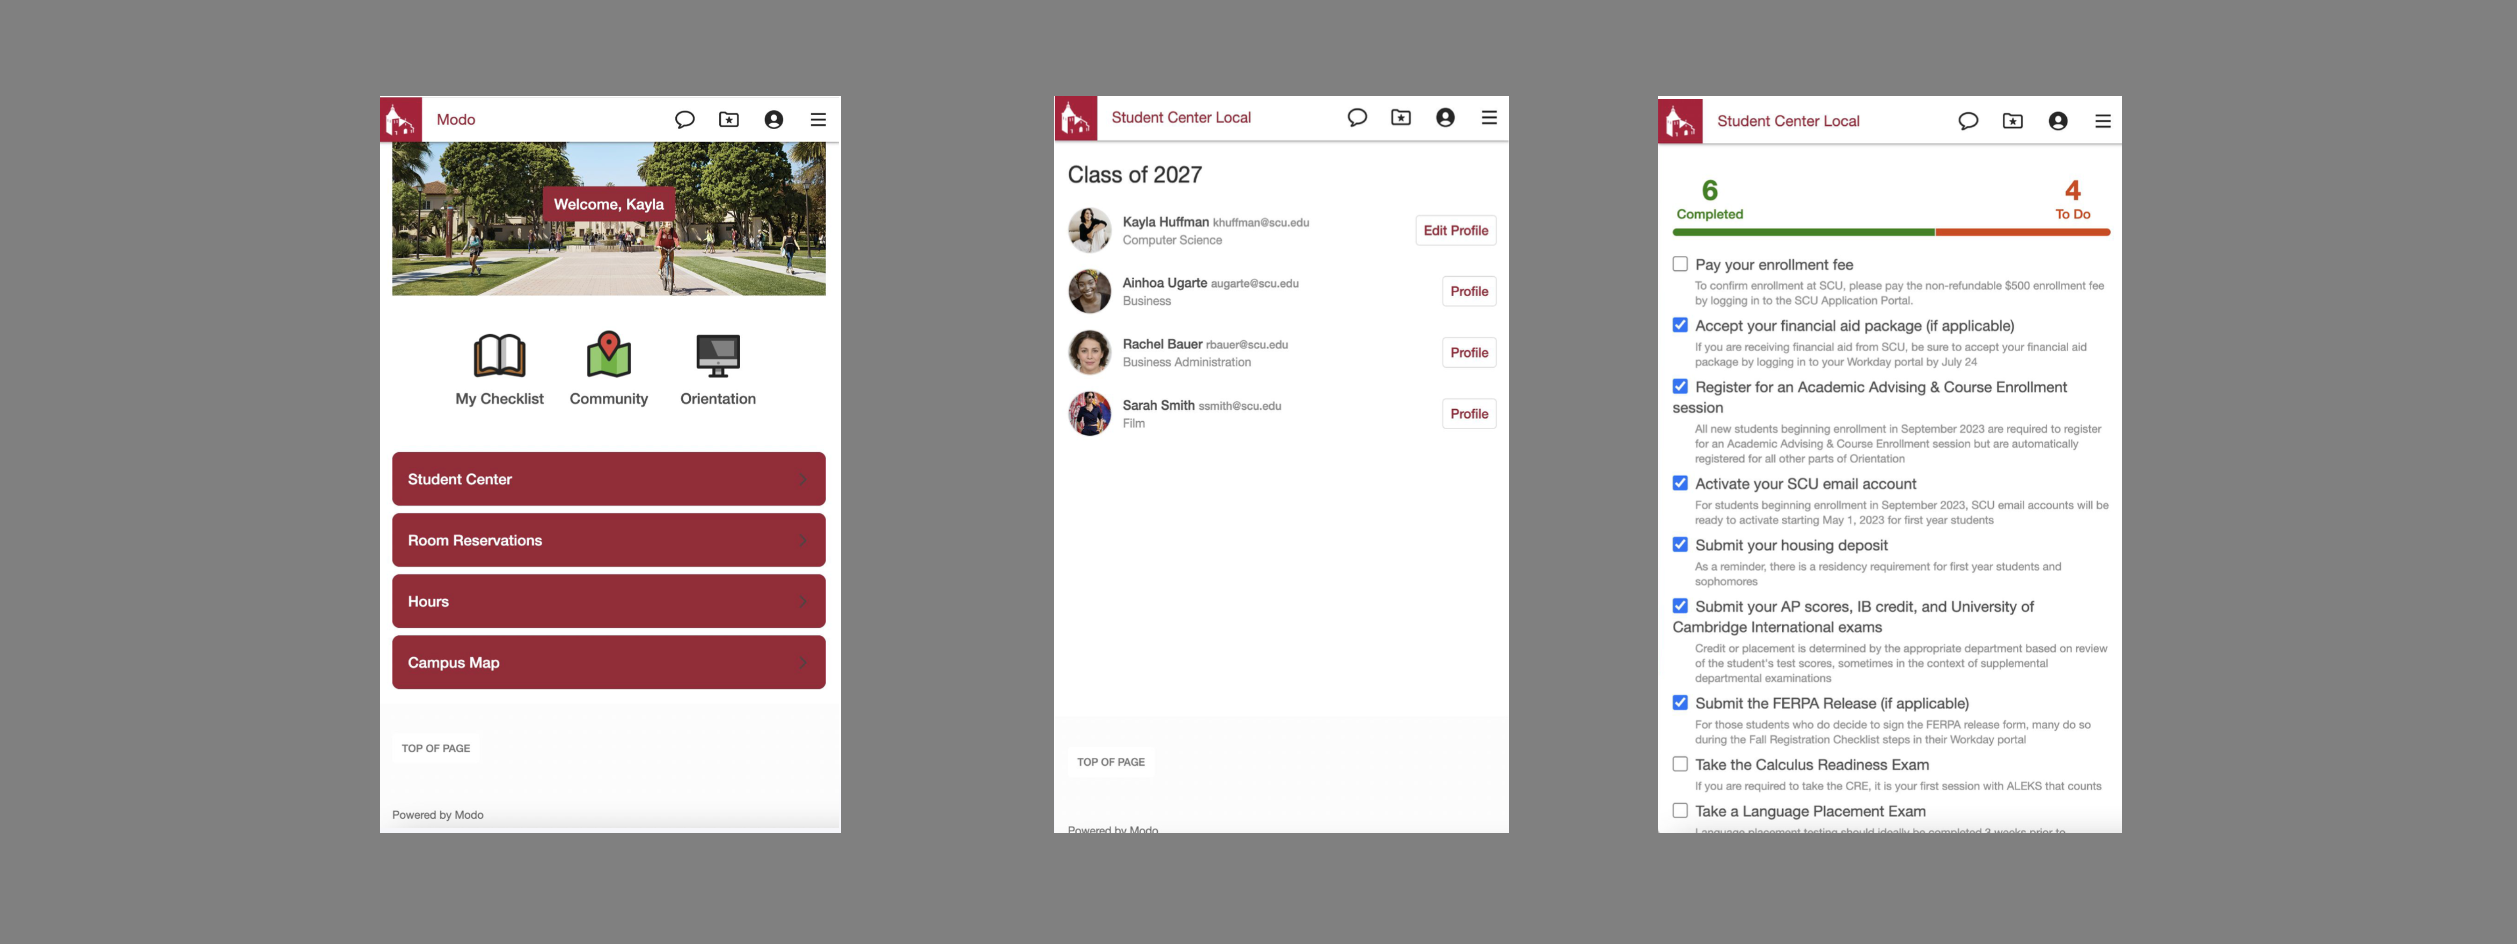 Modo
Welcome, Kayla
My Checklist
Community
Orientation
Student Center
Room Reservations
Hours
Campus Map
TOP OF PAGE
Powered by Modo
Student Center Local
Class of 2027
Kayla Huffman khuffman@scu.edu
Computer Science
Edit Profile
Ainhoa Ugarte augarte@scu.edu
Business
Profile
Rachel Bauer rbauer@scu.edu
Business Administration
Profile
Sarah Smith ssmith@scu.edu
Film
Profile
TOP OF PAGE
Powered by Modo
Student Center Local
6
Completed
4
To Do
Pay your enrollment fee
To confirm enrollment at SCU, please pay the non-refundable $500 enrollment fee
by logging in to the SCU Application Portal.
Accept your financial aid package (if applicable)
If you are receiving financial aid from SCU, be sure to accept your financial aid
package by logging in to your Workday portal by July 24
Register for an Academic Advising & Course Enrollment
session
All new students beginning enrollment in September 2023 are required to register
for an Academic Advising & Course Enrollment session but are automatically
registered for all other parts of Orientation
Activate your SCU email account
For students beginning enrollment in September 2023, SCU email accounts will be
ready to activate starting May 1, 2023 for first year students
Submit your housing deposit
As a reminder, there is a residency requirement for first year students and
sophomores
Submit your AP scores, IB credit, and University of
Cambridge International exams
Credit or placement is determined by the appropriate department based on review
of the student's test scores, sometimes in the context of supplemental
departmental examinations
Submit the FERPA Release (if applicable)
For those students who do decide to sign the FERPA release form, many do so
during the Fall Registration Checklist steps in their Workday portal
Take the Calculus Readiness Exam
If you are required to take the CRE, it is your first session with ALEKS that counts
Take a Language Placement Exam
Language placement testing should ideally be completed 3 weeks prior to